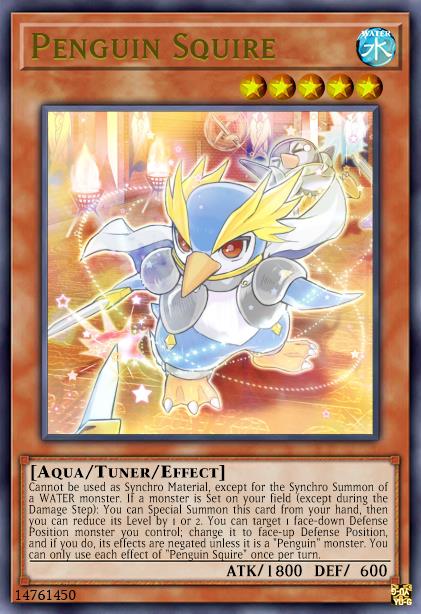 PENGUIN SQUIRE
WATER
水
[AQUA/TUNER/EFFECT]
Cannot be used as Synchro Material, except for the Synchro Summon of
a WATER monster. If a monster is Set on your field (except during the
Damage Step): You can Special Summon this card from your hand, then
you can reduce its Level by 1 or 2. You can target 1 face-down Defense
Position monster you control; change it to face-up Defense Position,
and if you do, its effects are negated unless it is a "Penguin" monster. You
can only use each effect of "Penguin Squire" once per turn.
ATK/1800 DEF/ 600
14761450